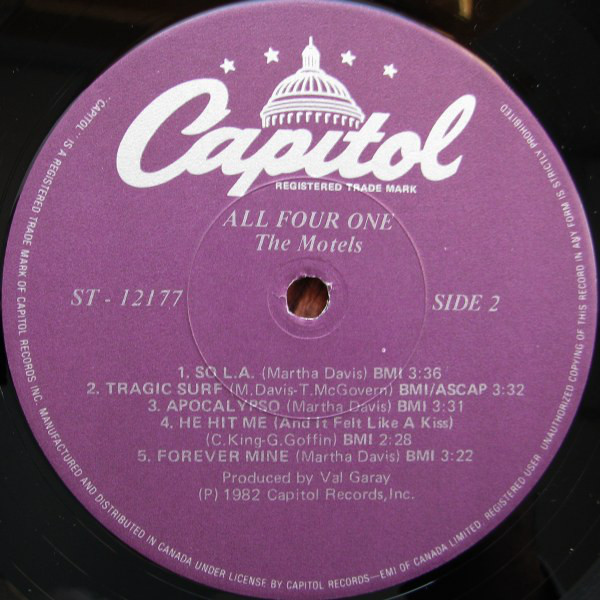 Capitol
REGISTERED TRADE MARK
ALL FOUR ONE
The Motels
ST - 12177
SIDE 2
1. SO L.A. (Martha Davis) BMI 3:36
2. TRAGIC SURF (M.Davis-T.McGovern) BMI/ASCAP 3:32
3. APOCALYPSO (Martha Davis) BMI 3:31
4. HE HIT ME (And It Felt Like A Kiss)
(C.King-G.Goffin) BMI 2:28
5. FOREVER MINE (Martha Davis) BMI 3:22
Produced by Val Garay
(P) 1982 Capitol Records,Inc.
"CAPITOL" IS A REGISTERED TRADE MARK OF CAPITOL RECORDS INC. MANUFACTURED AND DISTRIBUTED IN CANADA UNDER LICENSE BY CAPITOL RECORDS—EMI OF CANADA LIMITED. REGISTERED USER. UNAUTHORIZED COPYING OF THIS RECORD IN ANY FORM IS STRICTLY PROHIBITED